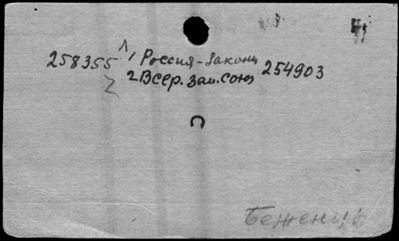 258355 1 Россия-Законы
2 Всер. Зем. союз 254903
Беженцы